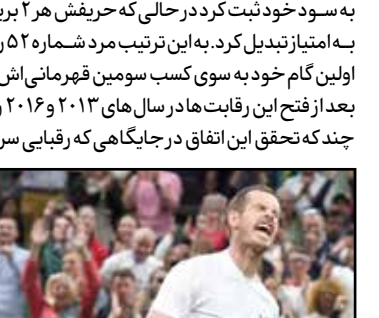 به سود خود ثبت کرد در حالی که حریفش هر ۲
به امتیاز تبدیل کرد. به این ترتیب مرد شماره ۵۲
اولین گام خود به سوی کسب سومین قهرمانی‌اش
بعد از فتح این رقابت‌ها در سال‌های ۲۰۱۳ و ۲۰۱۶
چند که تحقق این اتفاق در جایگاهی که رقبایی